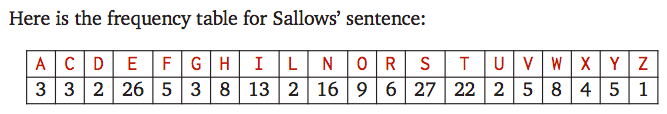 Here is the frequency table for Sallows’ sentence:
A C D E F G H I L N O R S T U V W X Y Z
3 3 2 26 5 3 8 13 2 16 9 6 27 22 2 5 8 4 5 1